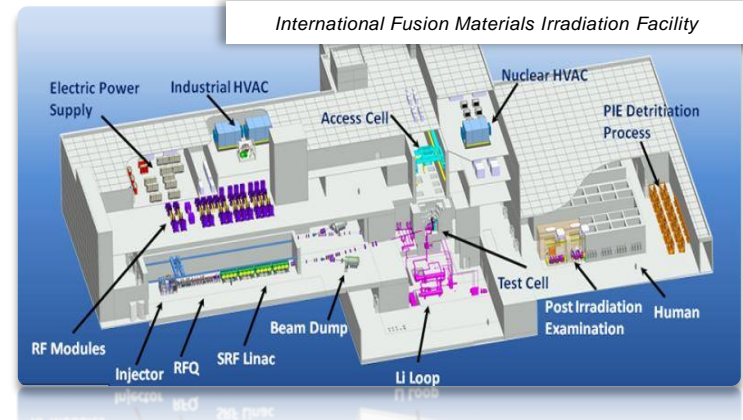 International Fusion Materials Irradiation Facility
Electric Power
Supply
Industrial HVAC
Access Cell
Nuclear HVAC
PIE Detritiation
Process
RF Modules
Injector
RFQ
SRF Linac
Beam Dump
Li Loop
Test Cell
Post Irradiation
Examination
Human